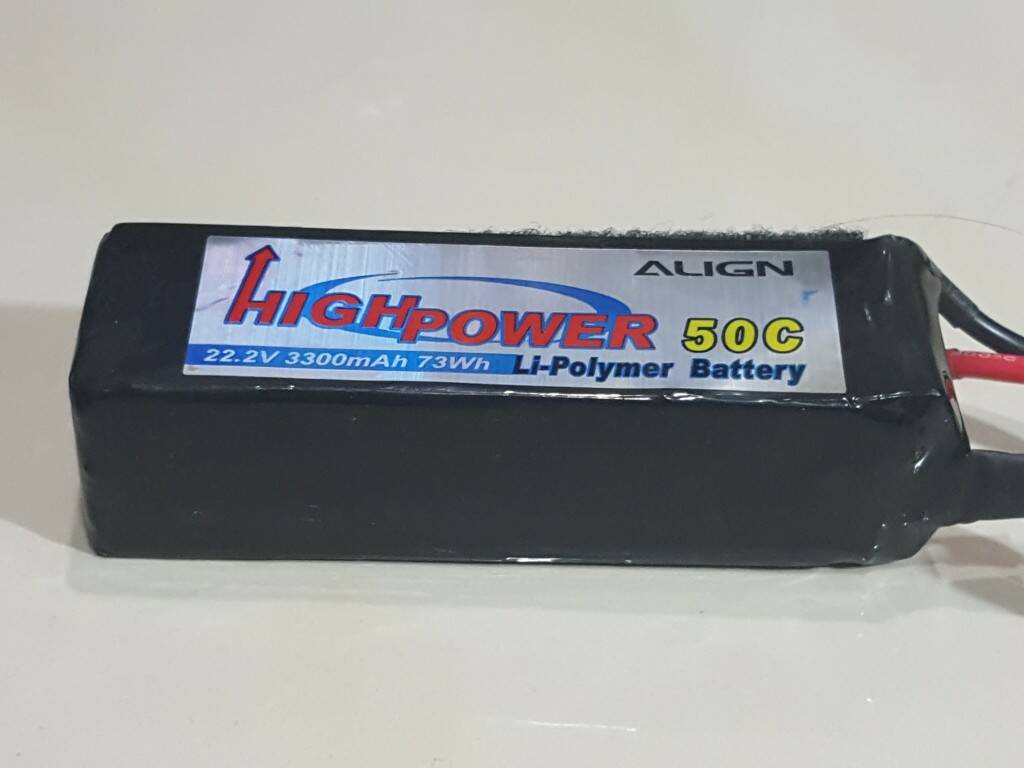 ALIGN
HIGHPOWER 50C
22.2V 3300mAh 73Wh Li-Polymer Battery